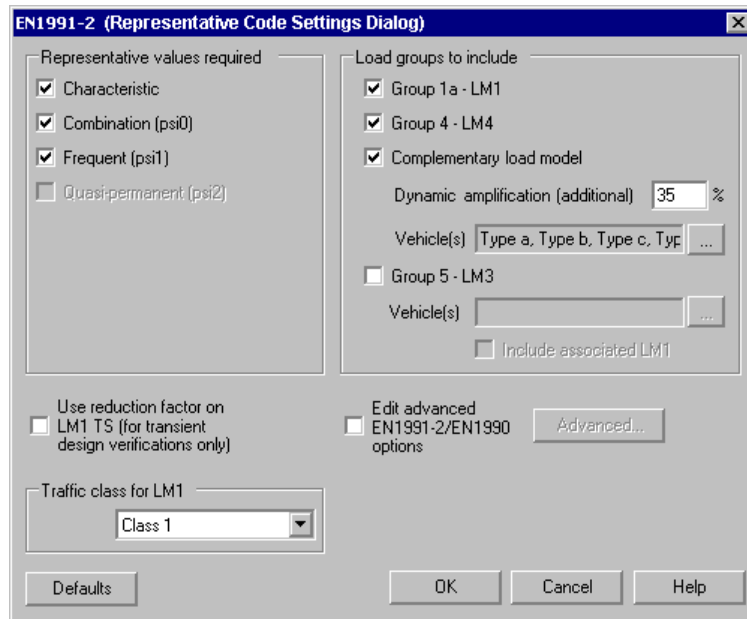 EN1991-2 (Representative Code Settings Dialog)
Representative values required
Characteristic
Combination (psi0)
Frequent (psi1)
Quasi-permanent (psi2)
Load groups to include
Group 1a - LM1
Group 4 - LM4
Complementary load model
Dynamic amplification (additional) 35 %
Vehicle(s) Type a, Type b, Type c, Typ ...
Group 5 - LM3
Vehicle(s) ...
Include associated LM1
Use reduction factor on
LM1 TS (for transient
design verifications only)
Edit advanced
EN1991-2/EN1990
options
Advanced...
Traffic class for LM1
Class 1
Defaults OK Cancel Help